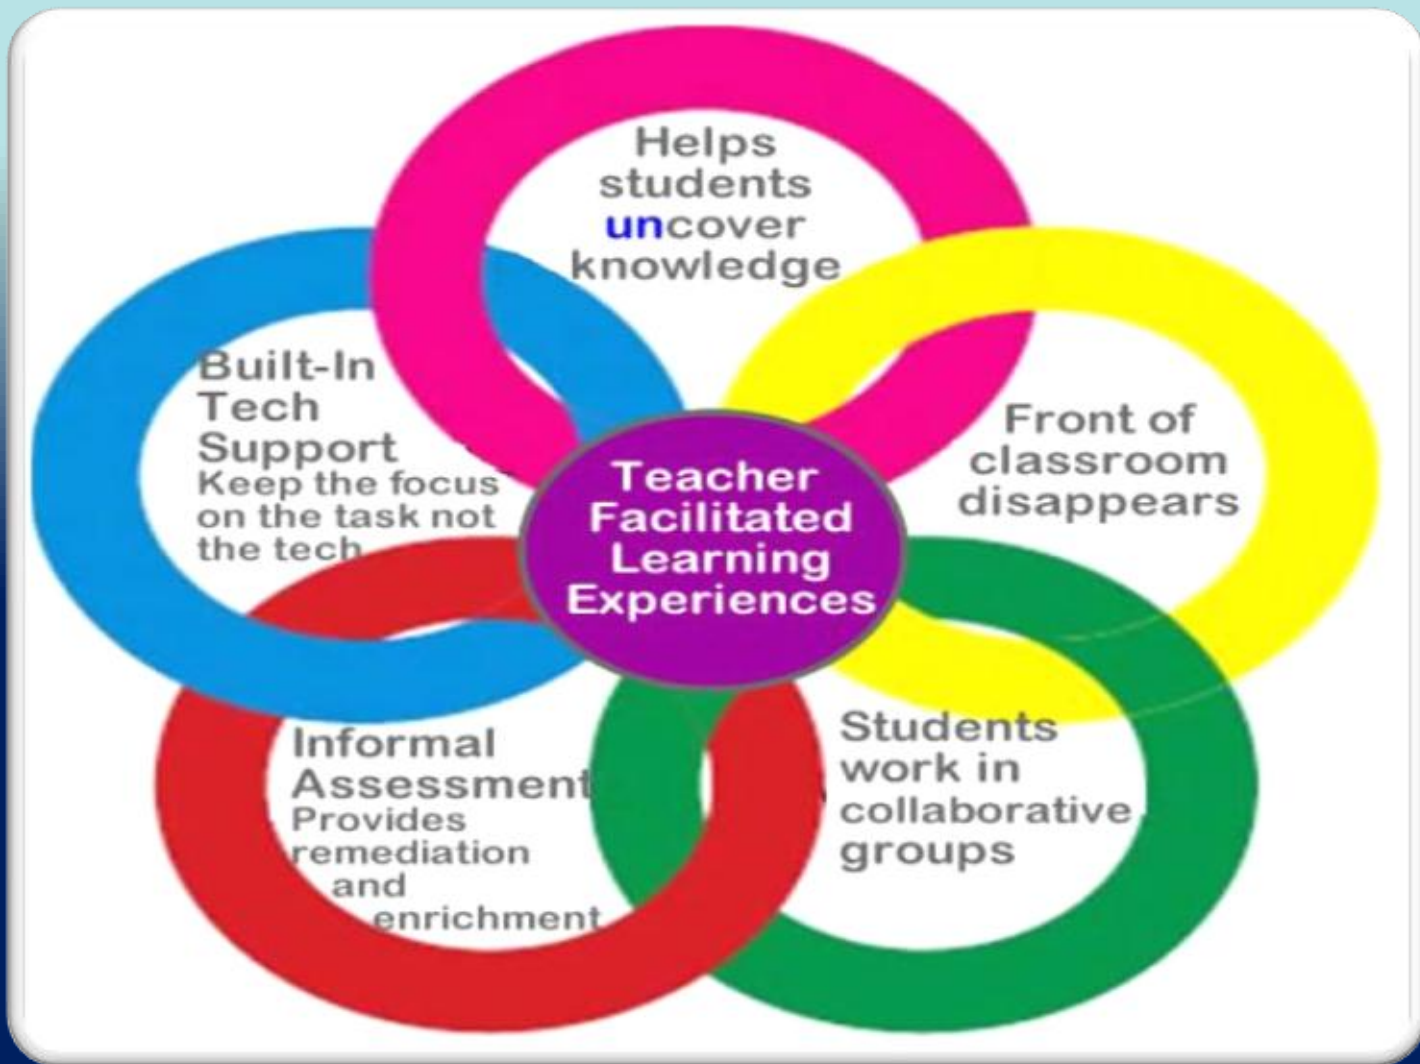 Helps
students
uncover
knowledge
Built-In
Tech
Support
Keep the focus
on the task not
the tech
Front of
classroom
disappears
Teacher
Facilitated
Learning
Experiences
Informal
Assessment
Provides
remediation
and
enrichment
Students
work in
collaborative
groups